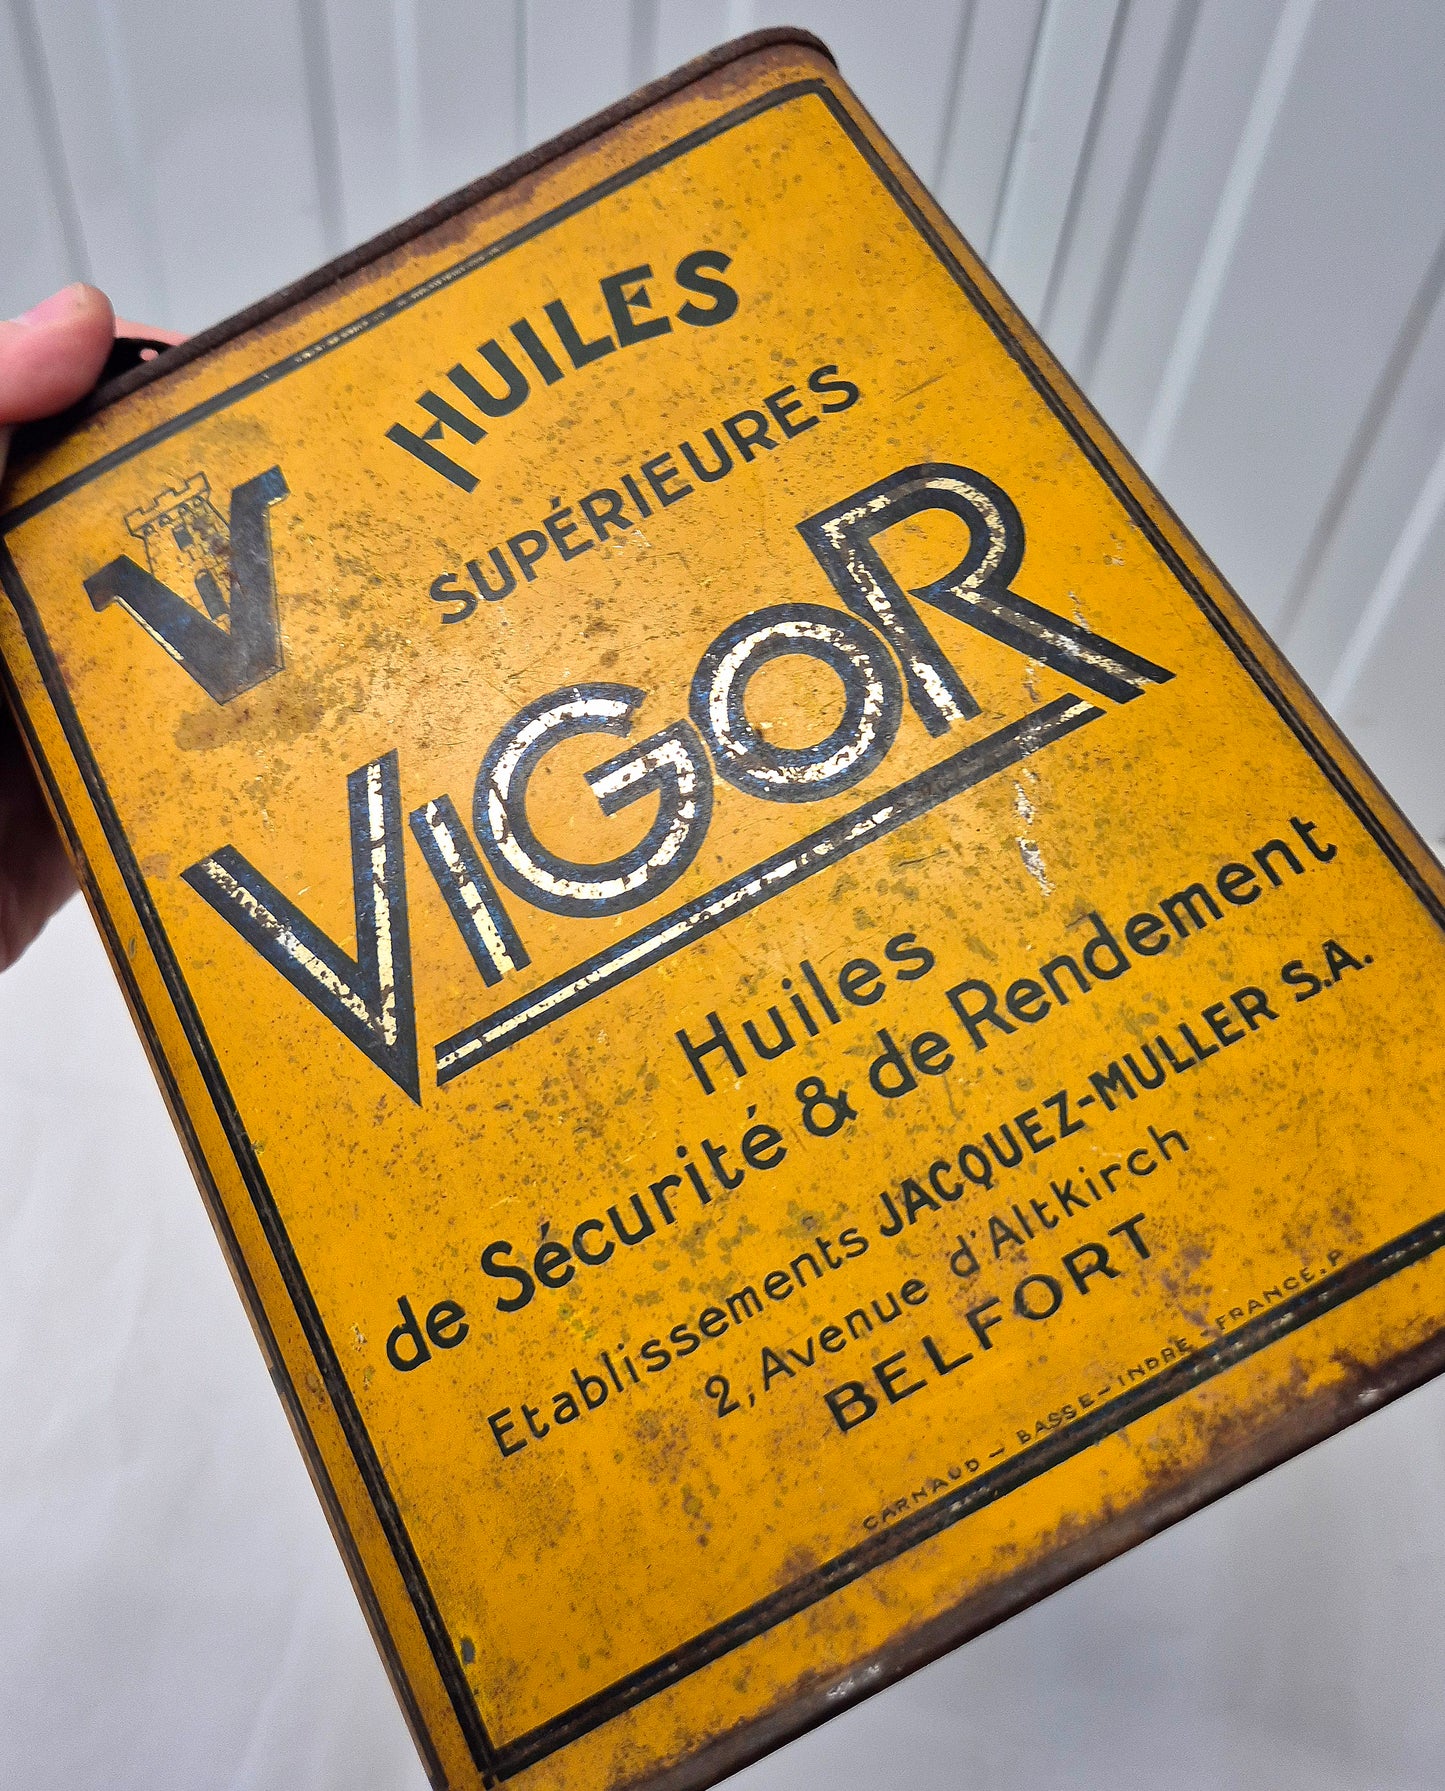 HUILES
SUPÉRIEURES
V
VIGOR
Huiles
de Sécurité & de Rendement
Etablissements JACQUEZ-MULLER S.A.
2, Avenue d'Altkirch
BELFORT
CARNAUD - BASSE-INDRE - FRANCE. P